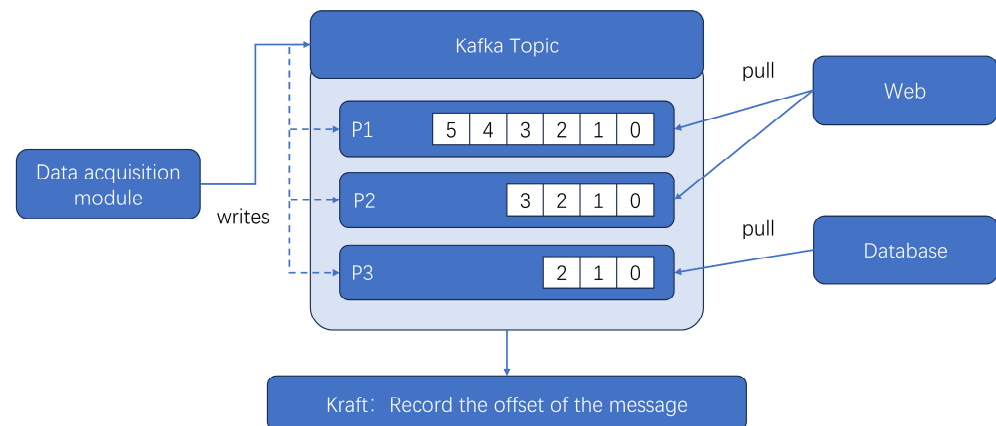 Kafka Topic
pull
Web
P1
5 4 3 2 1 0
Data acquisition
module
P2
3 2 1 0
writes
pull
Database
P3
2 1 0
Kraft：Record the offset of the message